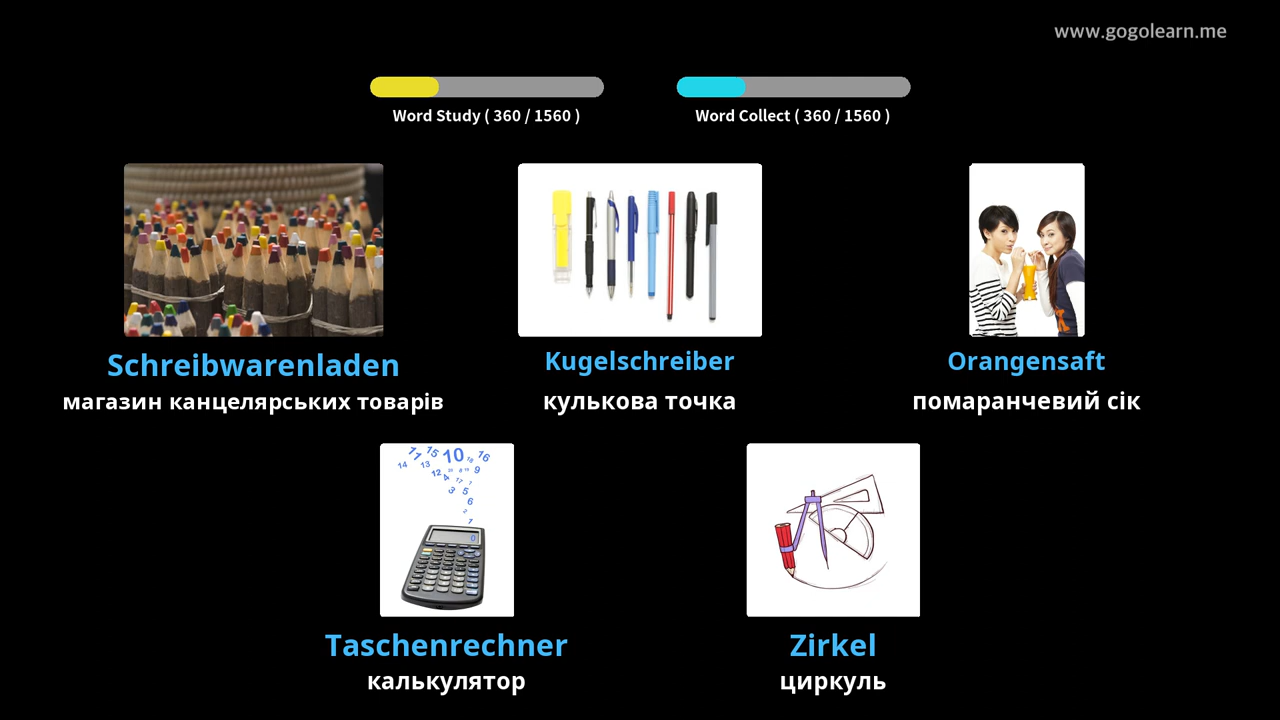 www.gogolearn.me
Word Study ( 360 / 1560 )
Word Collect ( 360 / 1560 )
Schreibwarenladen
магазин канцелярських товарів
Kugelschreiber
кулькова точка
Orangensaft
помаранчевий сік
Taschenrechner
калькулятор
Zirkel
циркуль